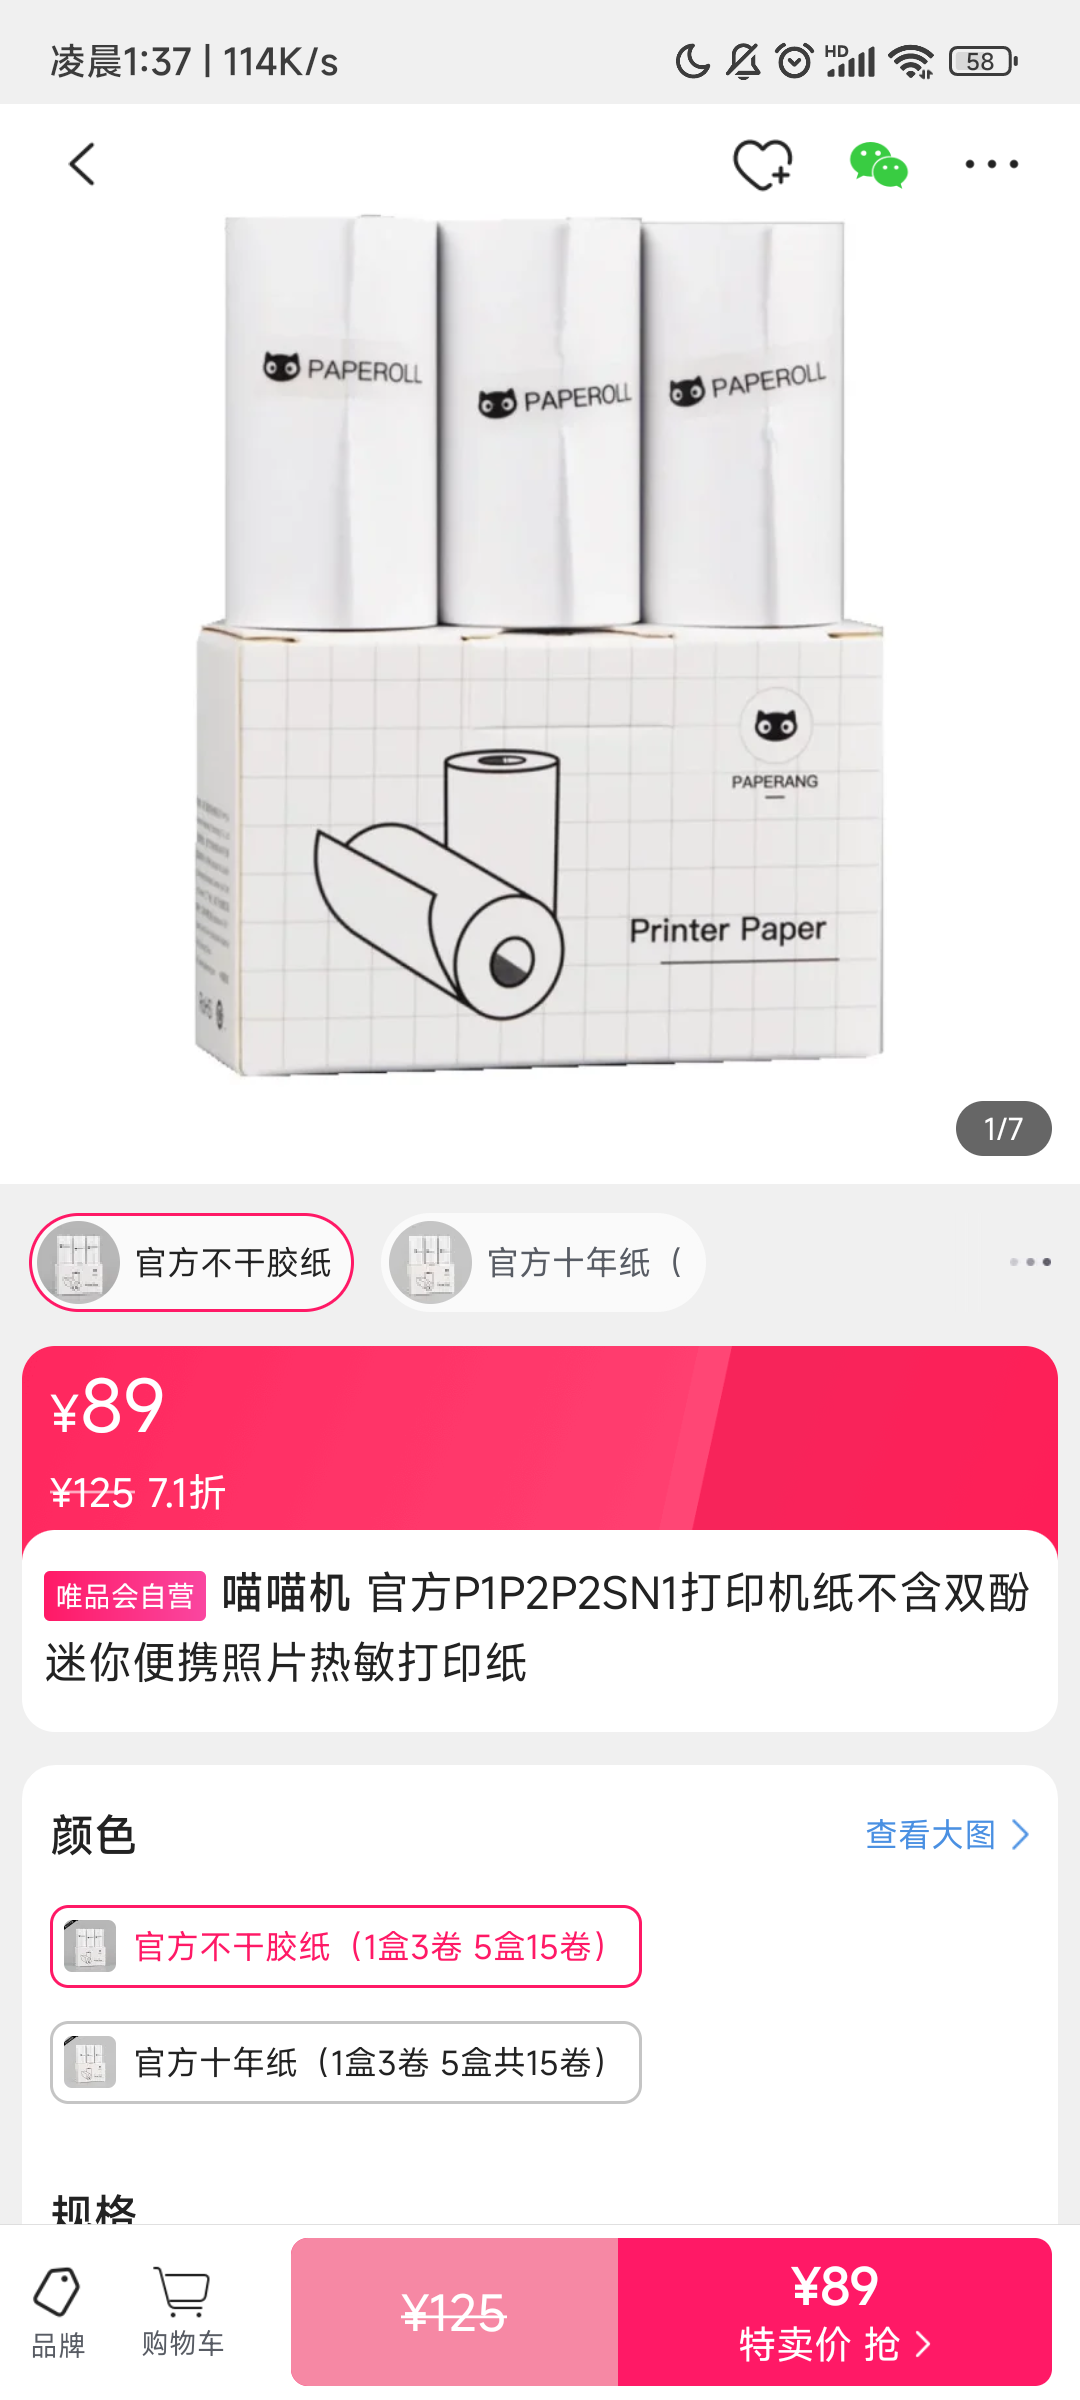 凌晨1:37 | 114K/s
HD
58
PAPEROLL
PAPEROLL
PAPEROLL
PAPERANG
Printer Paper
RoHS
1/7
官方不干胶纸
官方十年纸（
¥89
¥125 7.1折
唯品会自营 喵喵机 官方P1P2P2SN1打印机纸不含双酚
迷你便携照片热敏打印纸
颜色
查看大图
官方不干胶纸（1盒3卷 5盒15卷）
官方十年纸（1盒3卷 5盒共15卷）
规格
品牌
购物车
¥125
¥89
特卖价 抢